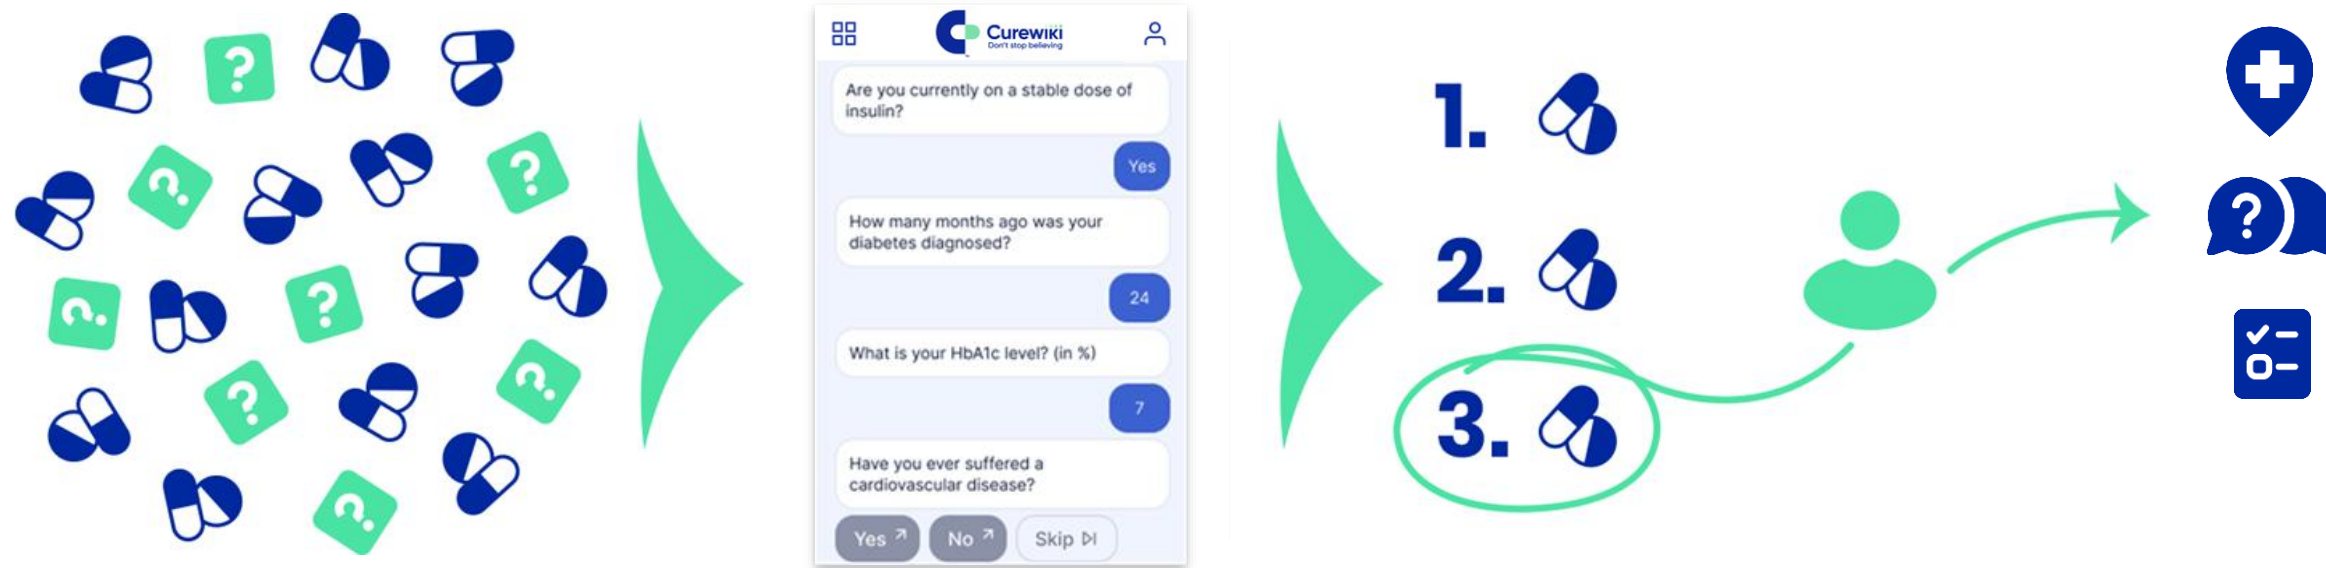 ?
?
?
?
?
?
?
?
Curewiki
Don't stop believing
Are you currently on a stable dose of
insulin?
Yes
How many months ago was your
diabetes diagnosed?
24
What is your HbA1c level? (in %)
7
Have you ever suffered a
cardiovascular disease?
Yes
No
Skip
1.
2.
3.
?